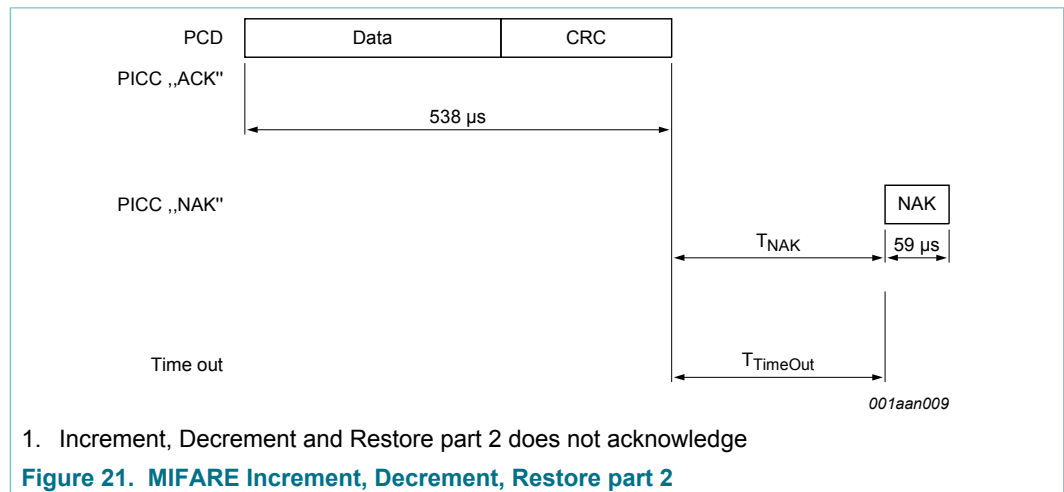 PCD Data CRC
PICC ,,ACK"
538 µs
PICC ,,NAK" NAK
TNAK 59 µs
Time out TTimeOut
001aan009
1. Increment, Decrement and Restore part 2 does not acknowledge
Figure 21. MIFARE Increment, Decrement, Restore part 2